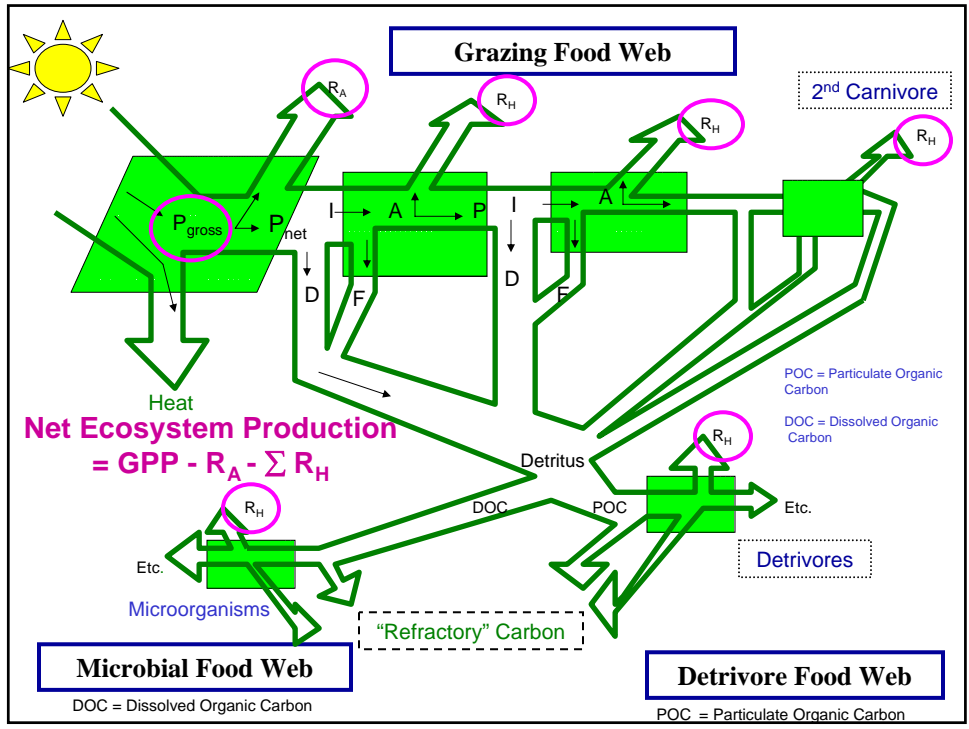 Grazing Food Web
2nd Carnivore
RA
RH
RH
RH
Pgross
Pnet
I
A
P
I
A
D
F
D
F
Heat
Net Ecosystem Production
= GPP - RA - ∑ RH
POC = Particulate Organic
Carbon
DOC = Dissolved Organic
Carbon
RH
Detritus
DOC
POC
Etc.
RH
Etc.
Detrivores
Microorganisms
“Refractory” Carbon
Microbial Food Web
Detrivore Food Web
DOC = Dissolved Organic Carbon
POC = Particulate Organic Carbon